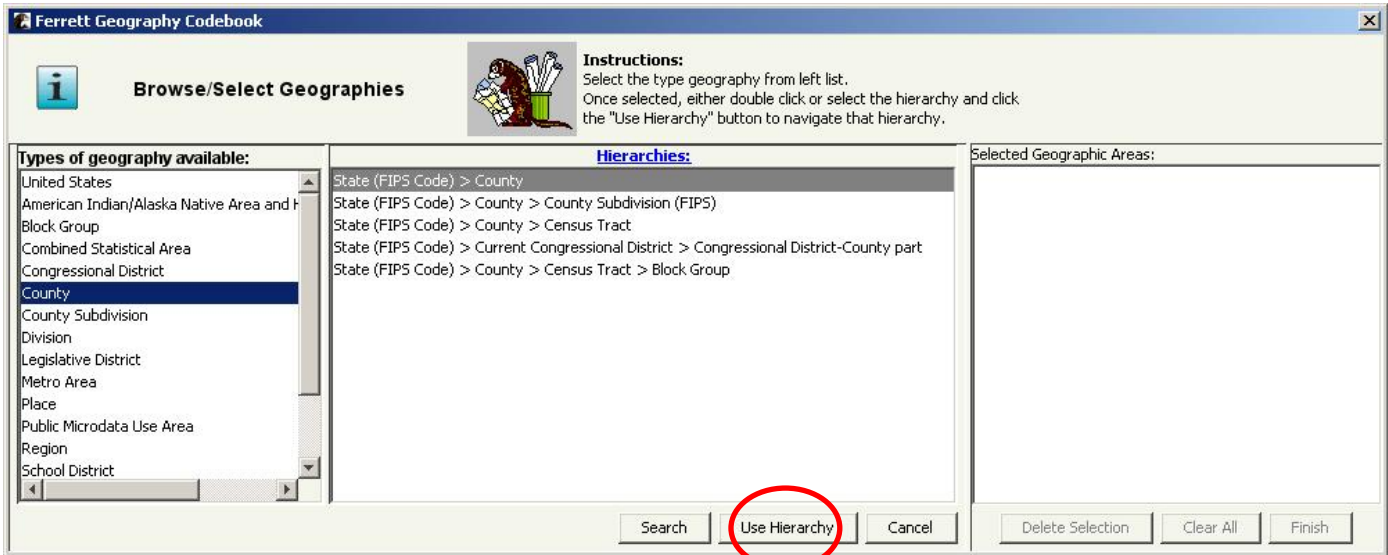 Ferrett Geography Codebook
Browse/Select Geographies
Instructions:
Select the type geography from left list.
Once selected, either double click or select the hierarchy and click
the "Use Hierarchy" button to navigate that hierarchy.
Types of geography available:
United States
American Indian/Alaska Native Area and H
Block Group
Combined Statistical Area
Congressional District
County
County Subdivision
Division
Legislative District
Metro Area
Place
Public Microdata Use Area
Region
School District
Hierarchies:
State (FIPS Code) > County
State (FIPS Code) > County > County Subdivision (FIPS)
State (FIPS Code) > County > Census Tract
State (FIPS Code) > Current Congressional District > Congressional District-County part
State (FIPS Code) > County > Census Tract > Block Group
Selected Geographic Areas:
Search
Use Hierarchy
Cancel
Delete Selection
Clear All
Finish